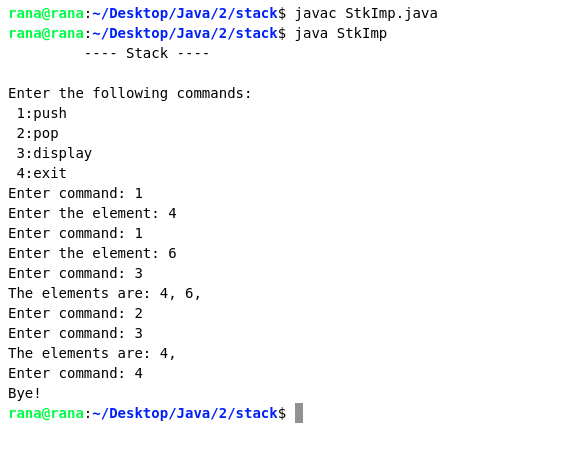 rana@rana:~/Desktop/Java/2/stack$ javac StkImp.java
rana@rana:~/Desktop/Java/2/stack$ java StkImp
         ---- Stack ----

Enter the following commands:
 1:push
 2:pop
 3:display
 4:exit
Enter command: 1
Enter the element: 4
Enter command: 1
Enter the element: 6
Enter command: 3
The elements are: 4, 6,
Enter command: 2
Enter command: 3
The elements are: 4,
Enter command: 4
Bye!
rana@rana:~/Desktop/Java/2/stack$